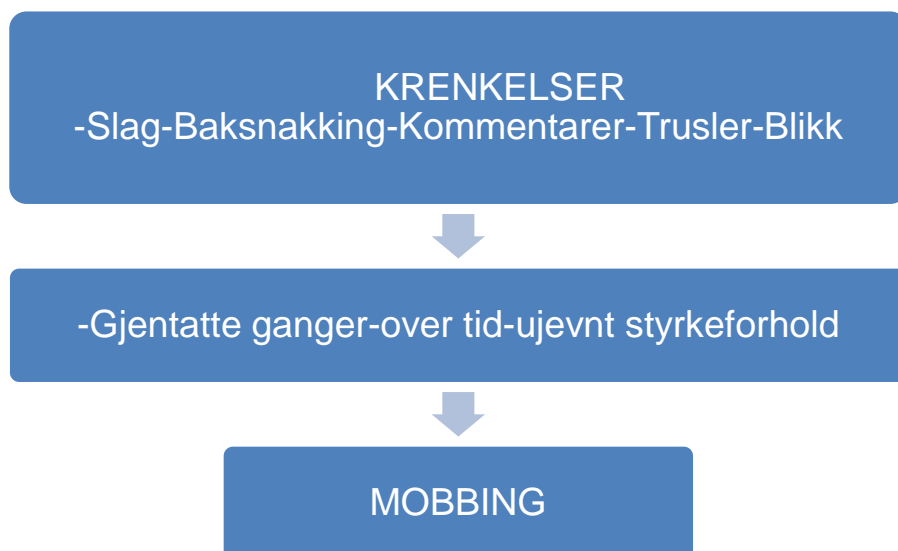 KRENKELSER
-Slag-Baksnakking-Kommentarer-Trusler-Blikk
-Gjentatte ganger-over tid-ujevnt styrkeforhold
MOBBING